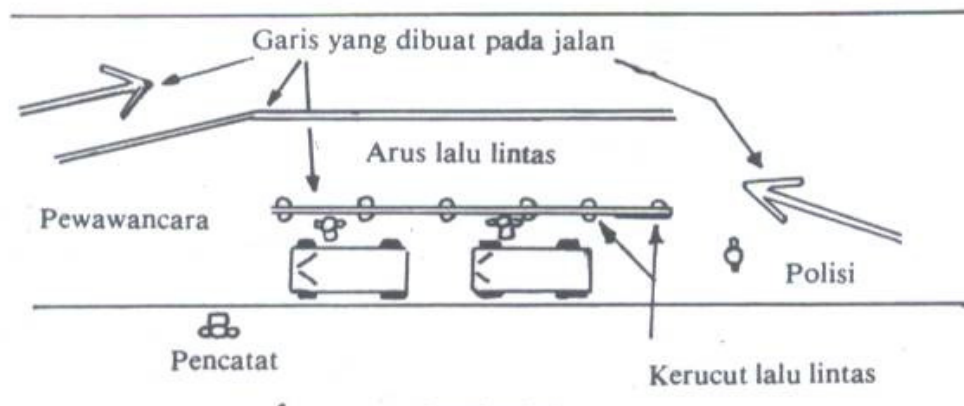 Garis yang dibuat pada jalan
Arus lalu lintas
Pewawancara
Polisi
Pencatat
Kerucut lalu lintas